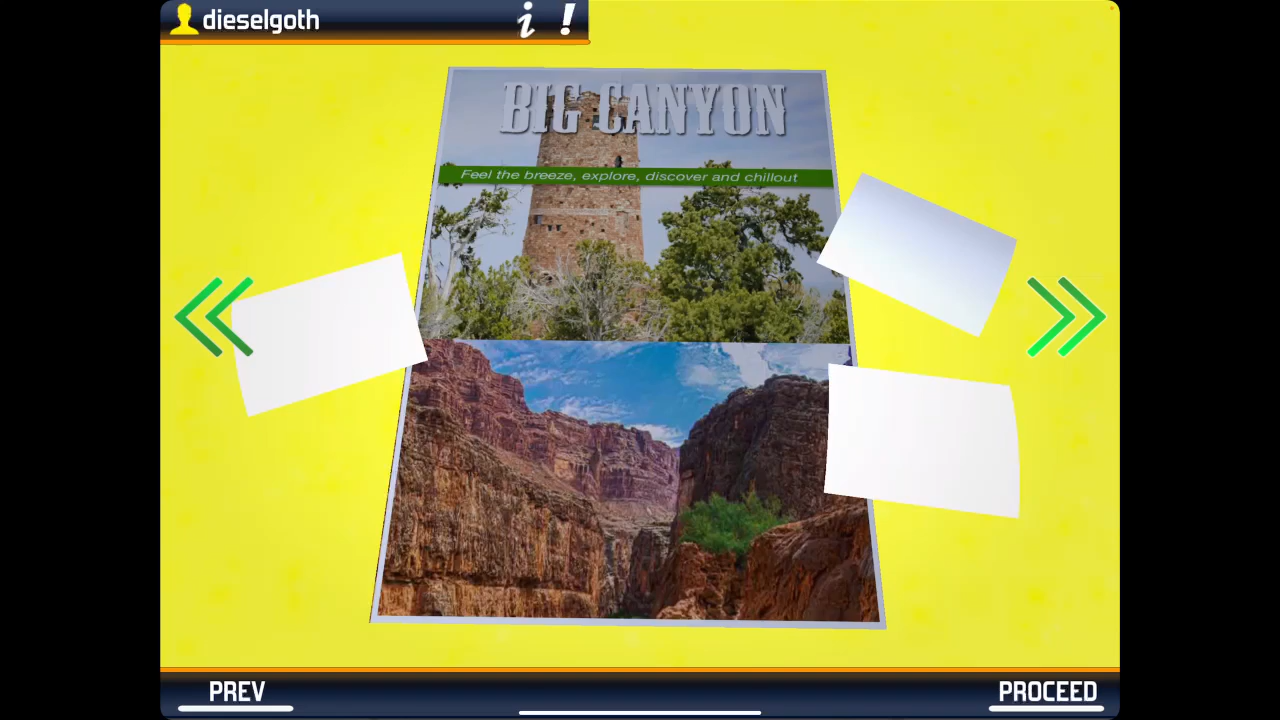 dieselgoth
i !
BIG CANYON
Feel the breeze, explore, discover and chillout
PREV
PROCEED